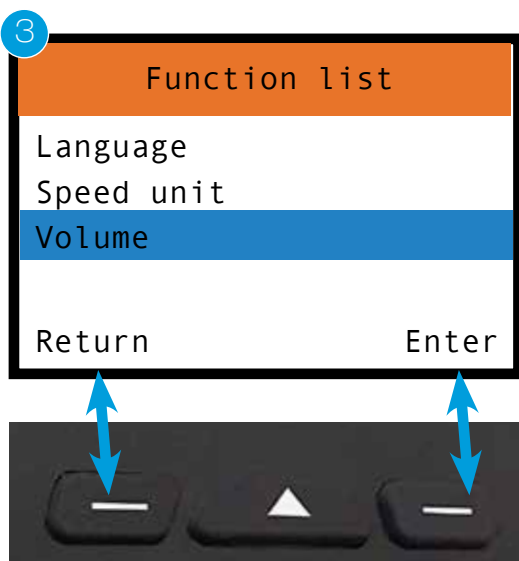 3
Function list
Language
Speed unit
Volume
Return Enter